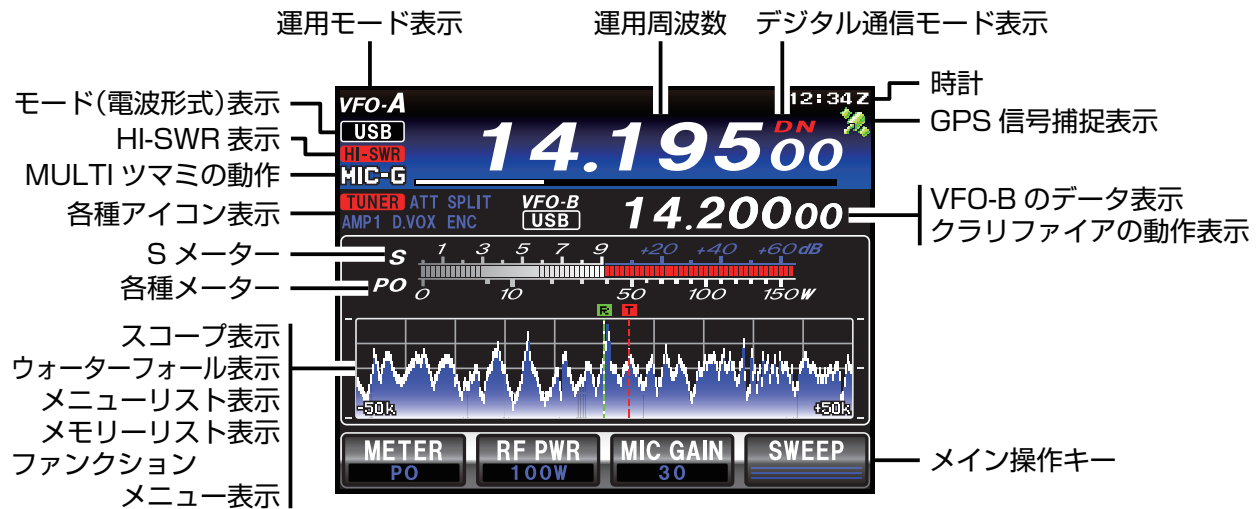 運用モード表示
運用周波数
デジタル通信モード表示
モード(電波形式)表示
HI-SWR 表示
MULTI ツマミの動作
各種アイコン表示
S メーター
各種メーター
スコープ表示
ウォーターフォール表示
メニューリスト表示
メモリーリスト表示
ファンクション
メニュー表示
VFO-A
12:34 Z
USB
14.19500
DN
HI-SWR
MIC-G
TUNER ATT SPLIT
AMP1 D.VOX ENC
VFO-B
USB
14.20000
S 1 3 5 7 9 +20 +40 +60 dB
PO 0 10 50 100 150 W
R T
-50k +50k
METER RF PWR MIC GAIN SWEEP
PO 100W 30
時計
GPS 信号捕捉表示
VFO-B のデータ表示
クラリファイアの動作表示
メイン操作キー